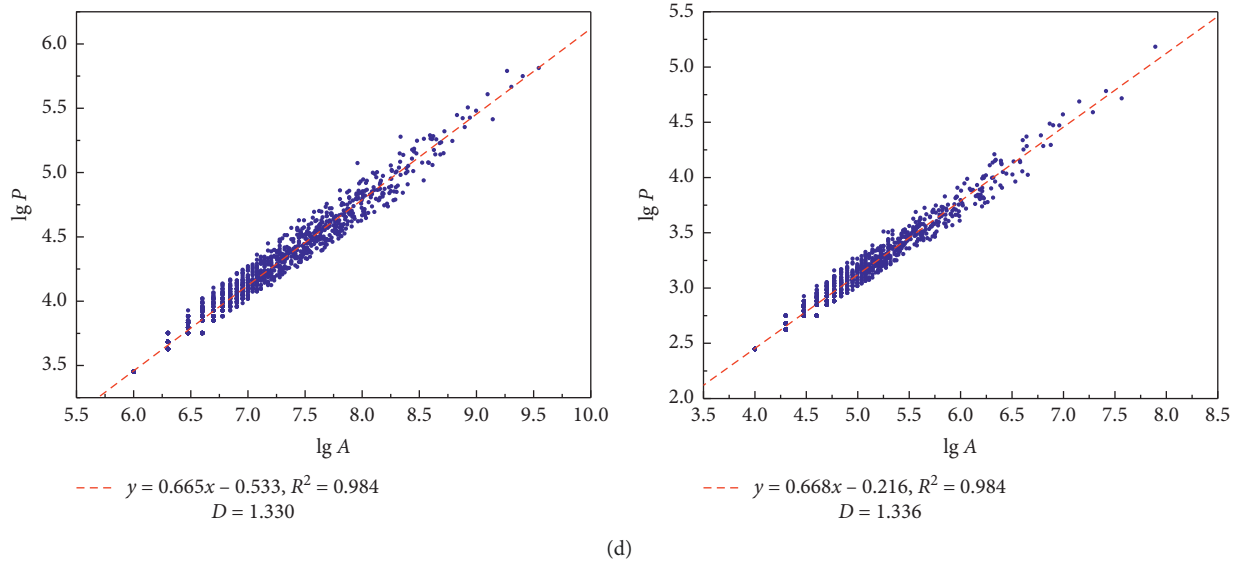 6.0
5.5
5.0
4.5
4.0
3.5
lg P
5.5 6.0 6.5 7.0 7.5 8.0 8.5 9.0 9.5 10.0
lg A
y = 0.665x – 0.533, R² = 0.984
D = 1.330
5.5
5.0
4.5
4.0
3.5
3.0
2.5
2.0
lg P
3.5 4.0 4.5 5.0 5.5 6.0 6.5 7.0 7.5 8.0 8.5
lg A
y = 0.668x – 0.216, R² = 0.984
D = 1.336
(d)